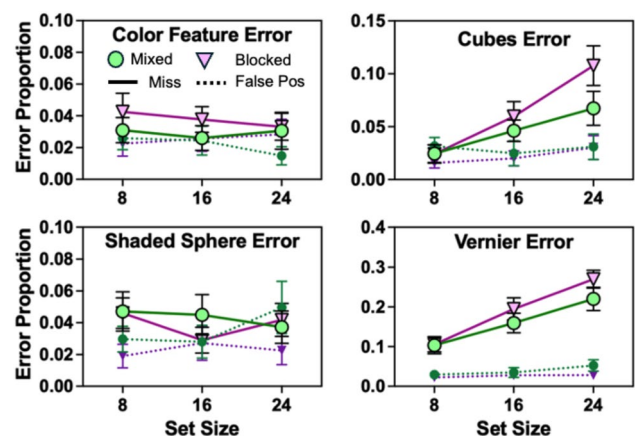 Color Feature Error
Mixed
Blocked
Miss
False Pos
Error Proportion
0.10
0.08
0.06
0.04
0.02
0.00
8
16
24
Cubes Error
0.15
0.10
0.05
0.00
8
16
24
Shaded Sphere Error
Error Proportion
0.10
0.08
0.06
0.04
0.02
0.00
8
16
24
Set Size
Vernier Error
0.4
0.3
0.2
0.1
0.0
8
16
24
Set Size